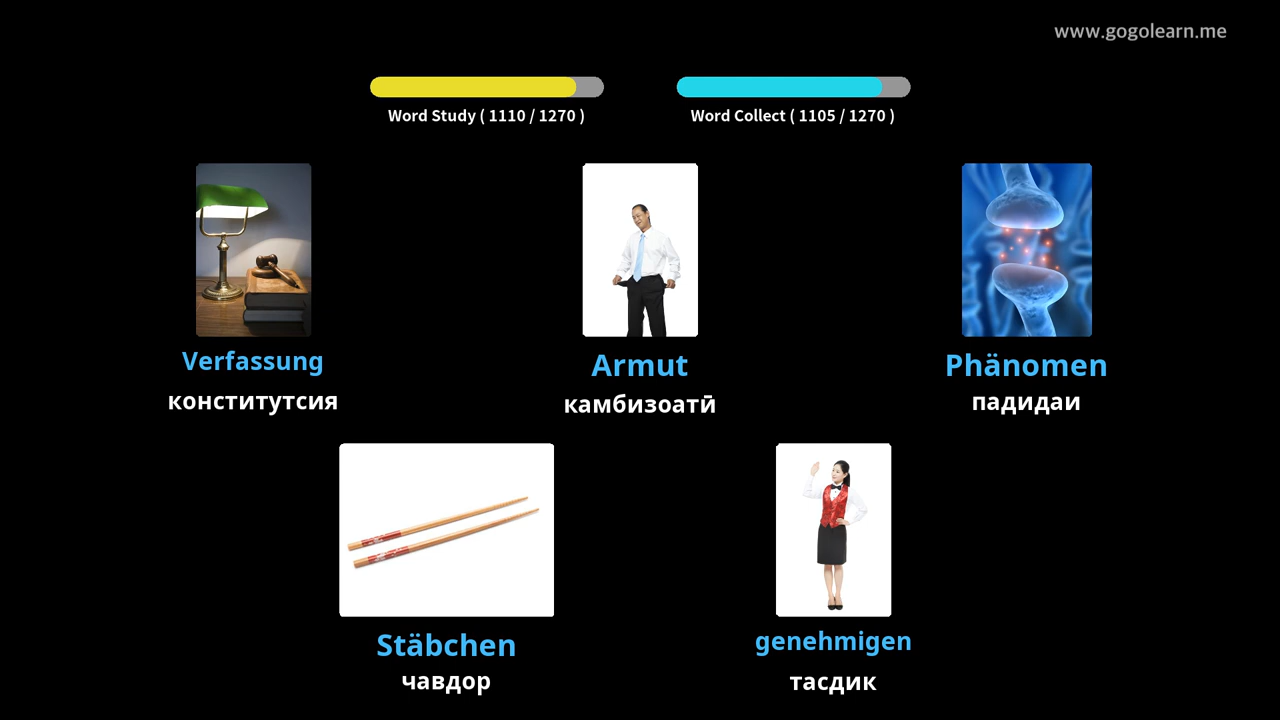 www.gogolearn.me
Word Study ( 1110 / 1270 )
Word Collect ( 1105 / 1270 )
Verfassung
конститутсия
Armut
камбизоатӣ
Phänomen
падидаи
Stäbchen
чавдор
genehmigen
тасдик